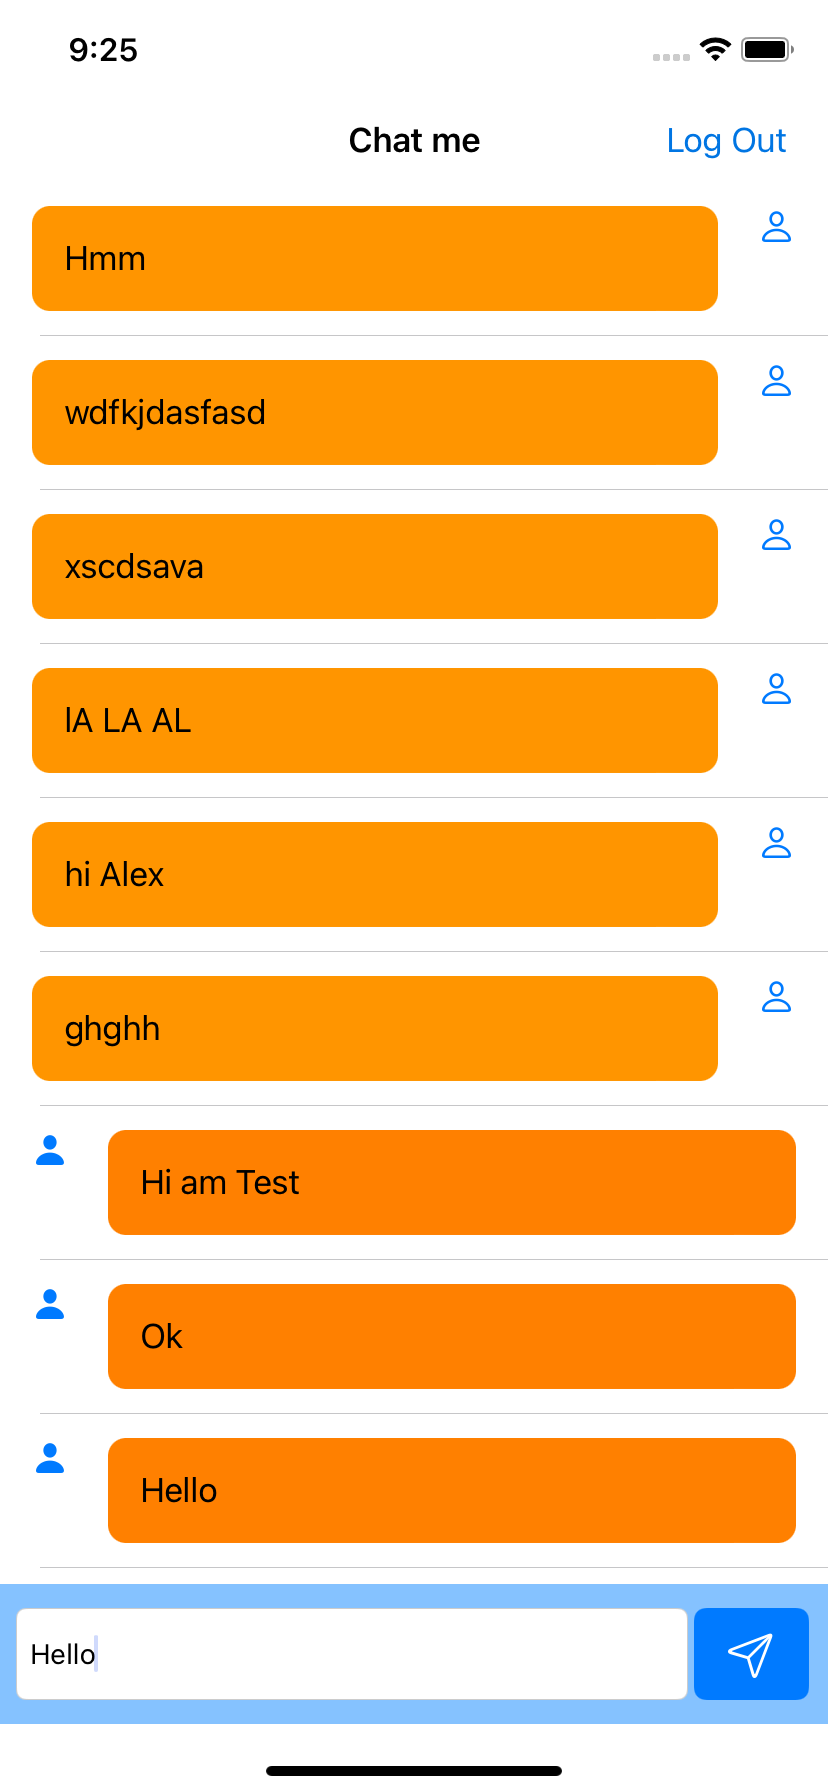 9:25
Chat me
Log Out
Hmm
wdfkjdasfasd
xscdsava
lA LA AL
hi Alex
ghghh
Hi am Test
Ok
Hello
Hello